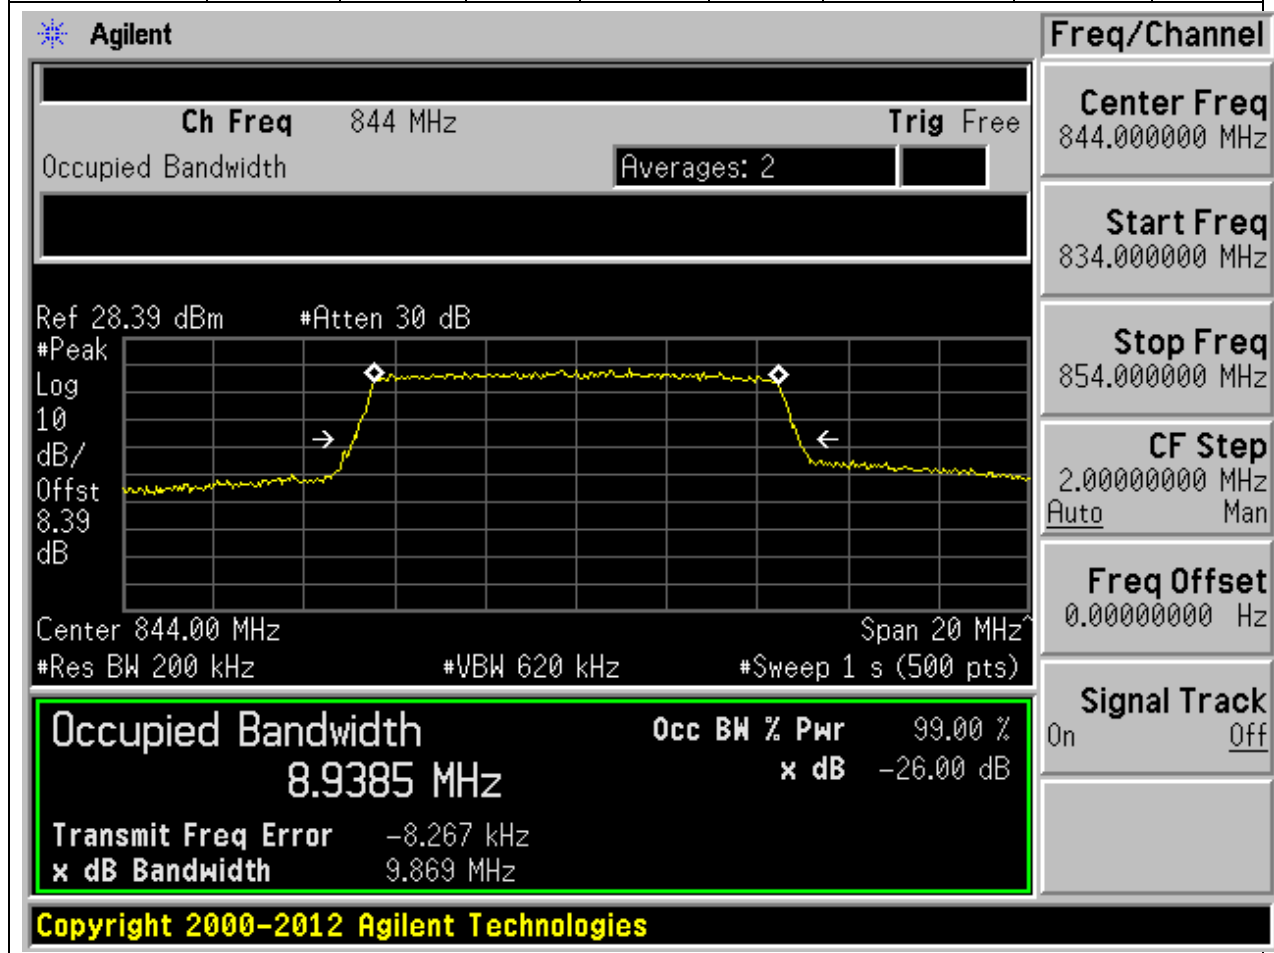 Agilent
Freq/Channel
Ch Freq 844 MHz Trig Free
Occupied Bandwidth Averages: 2
Center Freq
844.000000 MHz
Start Freq
834.000000 MHz
Stop Freq
854.000000 MHz
CF Step
2.00000000 MHz
Auto Man
Freq Offset
0.00000000 Hz
Signal Track
On Off
Ref 28.39 dBm #Atten 30 dB
#Peak
Log
10
dB/
Offst
8.39
dB
Center 844.00 MHz Span 20 MHz^
#Res BW 200 kHz #VBW 620 kHz #Sweep 1 s (500 pts)
Occupied Bandwidth Occ BW % Pwr 99.00 %
8.9385 MHz x dB -26.00 dB
Transmit Freq Error -8.267 kHz
x dB Bandwidth 9.869 MHz
Copyright 2000-2012 Agilent Technologies